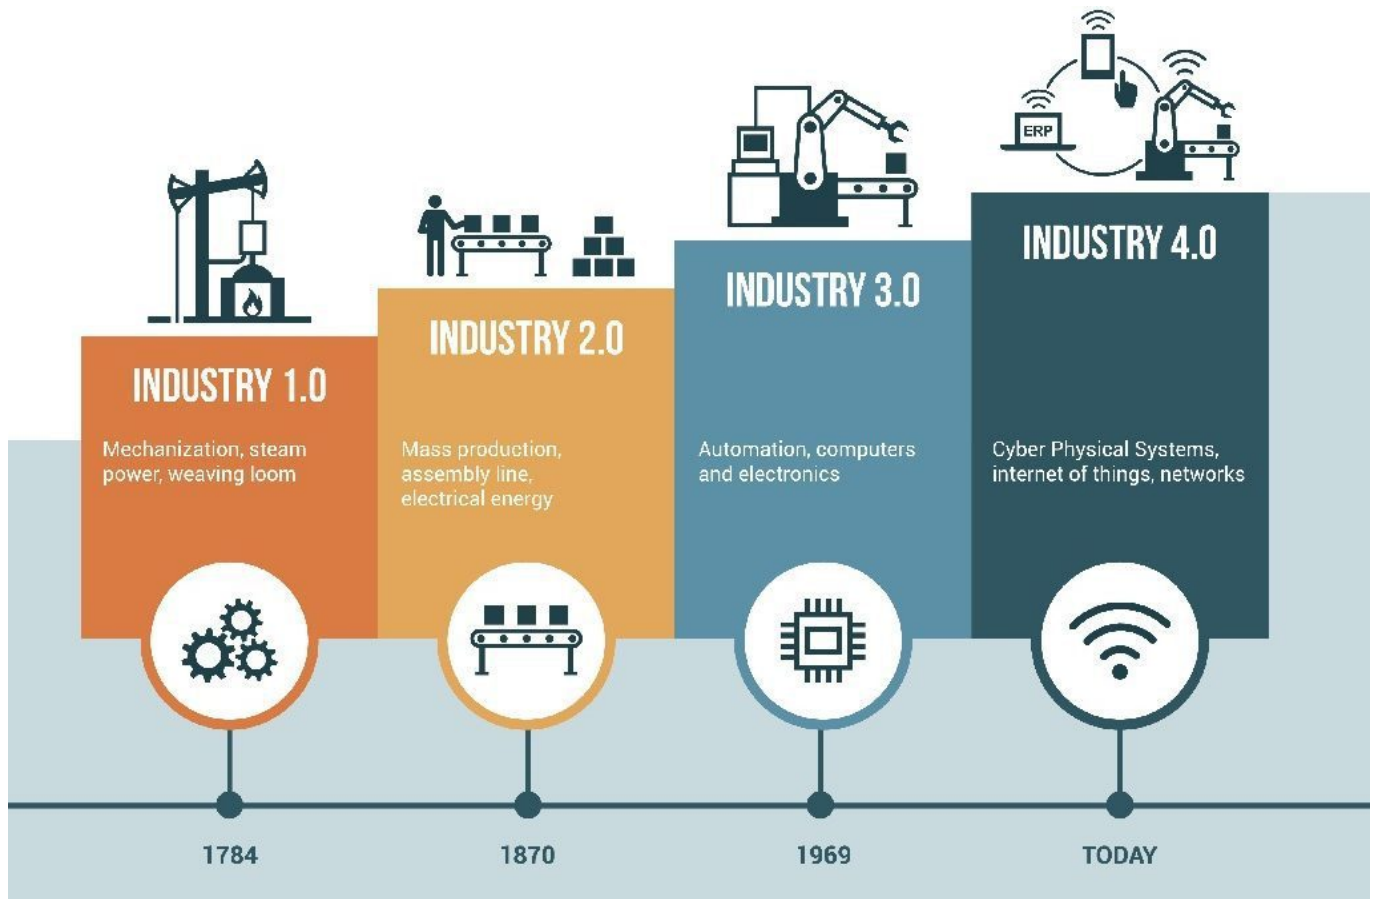 ERP
INDUSTRY 1.0
Mechanization, steam
power, weaving loom
INDUSTRY 2.0
Mass production,
assembly line,
electrical energy
INDUSTRY 3.0
Automation, computers
and electronics
INDUSTRY 4.0
Cyber Physical Systems,
internet of things, networks
1784
1870
1969
TODAY